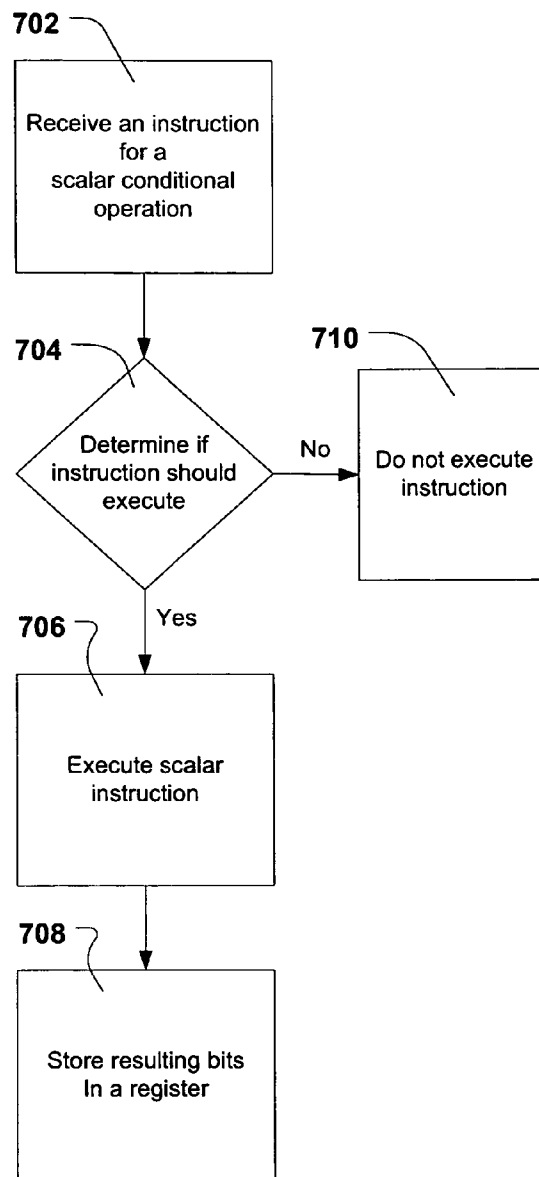 702
Receive an instruction
for a
scalar conditional
operation
704
710
Determine if
instruction should
execute
No
Do not execute
instruction
Yes
706
Execute scalar
instruction
708
Store resulting bits
In a register